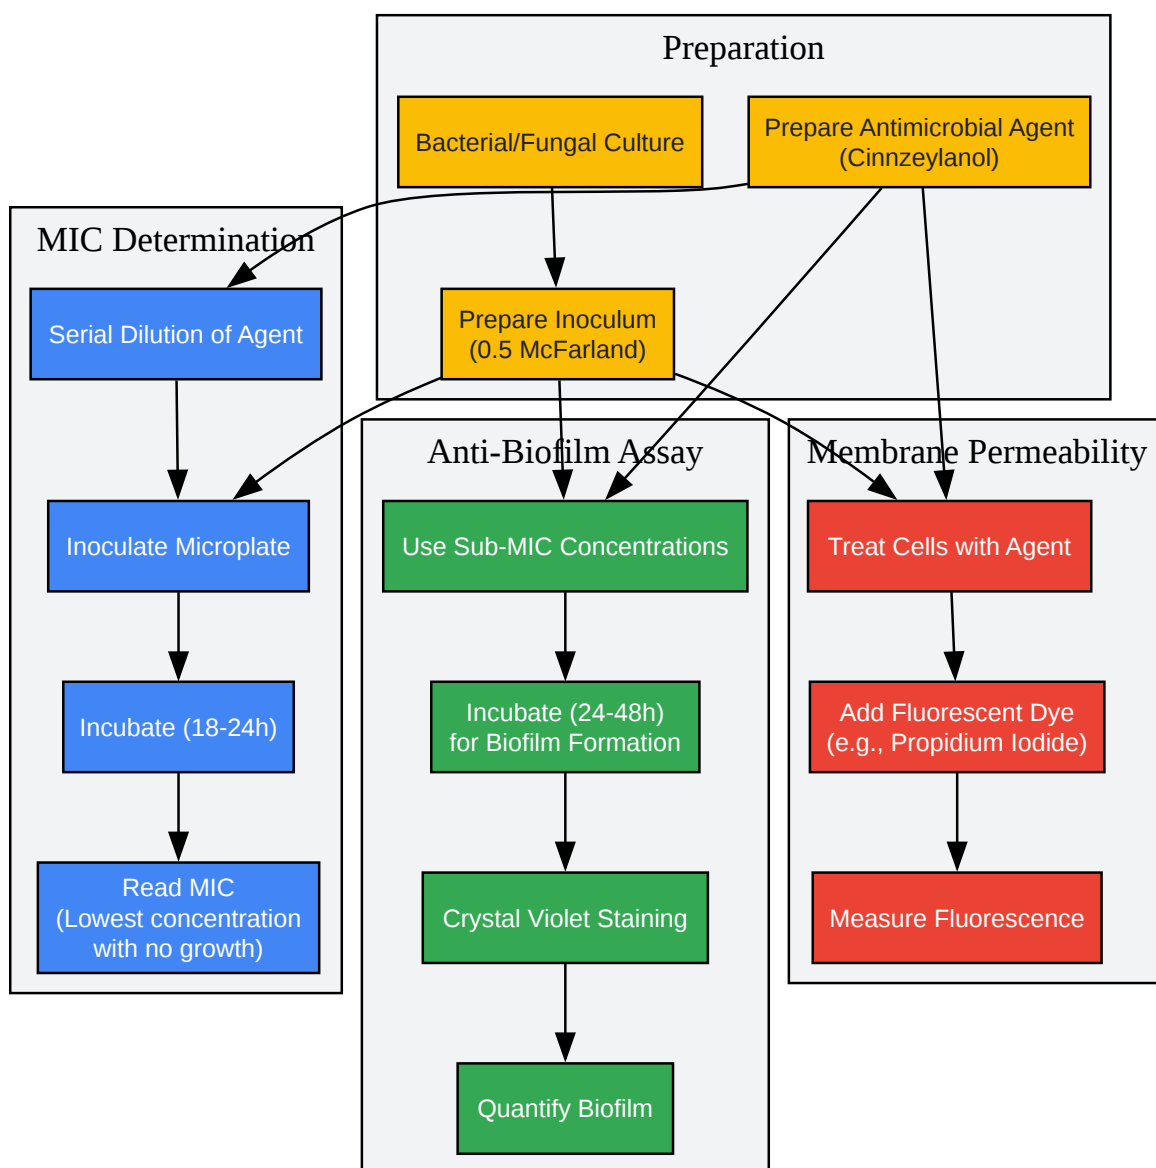 Preparation
Bacterial/Fungal Culture
Prepare Antimicrobial Agent
(Cinnzeylanol)
Prepare Inoculum
(0.5 McFarland)
MIC Determination
Serial Dilution of Agent
Inoculate Microplate
Incubate (18-24h)
Read MIC
(Lowest concentration
with no growth)
Anti-Biofilm Assay
Use Sub-MIC Concentrations
Incubate (24-48h)
for Biofilm Formation
Crystal Violet Staining
Quantify Biofilm
Membrane Permeability
Treat Cells with Agent
Add Fluorescent Dye
(e.g., Propidium Iodide)
Measure Fluorescence